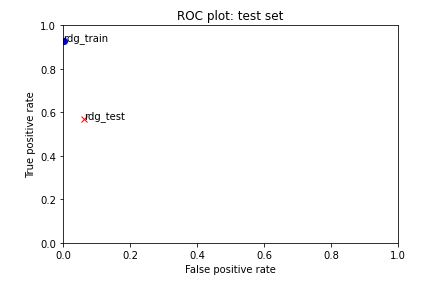 ROC plot: test set
1.0
rdg_train
0.8
0.6
rdg_test
True positive rate
0.4
0.2
0.0
0.0 0.2 0.4 0.6 0.8 1.0
False positive rate